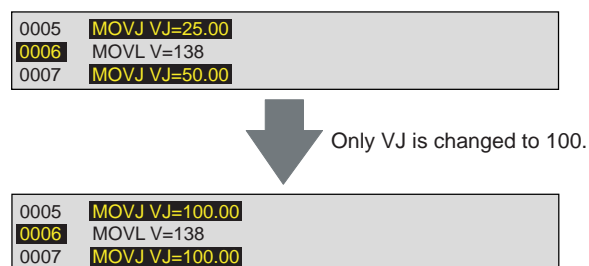 0005 MOVJ VJ=25.00
0006 MOVL V=138
0007 MOVJ VJ=50.00
Only VJ is changed to 100.
0005 MOVJ VJ=100.00
0006 MOVL V=138
0007 MOVJ VJ=100.00